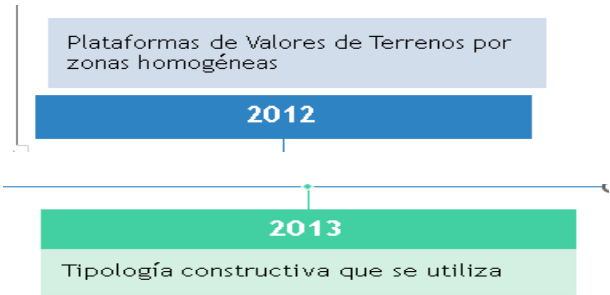 Plataformas de Valores de Terrenos por
zonas homogéneas
2012
2013
Tipología constructiva que se utiliza